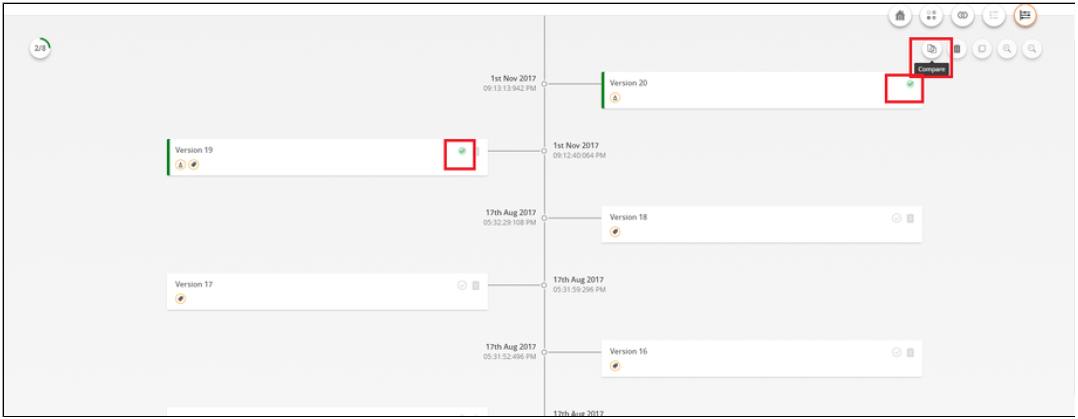 2/8
Compare
1st Nov 2017
09:13:13:942 PM
Version 20
Version 19
1st Nov 2017
09:12:40:064 PM
17th Aug 2017
05:32:29:108 PM
Version 18
Version 17
17th Aug 2017
05:31:59:296 PM
17th Aug 2017
05:31:52:496 PM
Version 16
17th Aug 2017